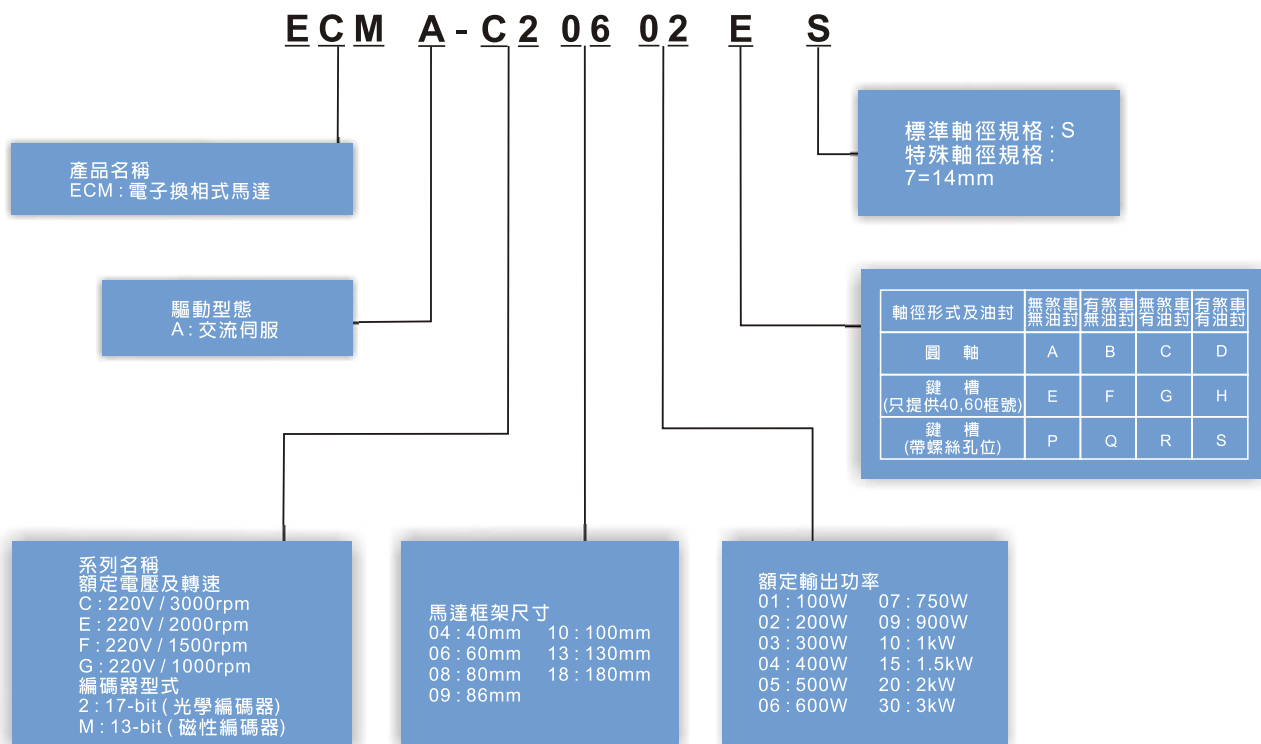 ECM A-C2 06 02 E S
產品名稱
ECM : 電子換相式馬達
驅動型態
A : 交流伺服
標準軸徑規格 : S
特殊軸徑規格 :
7=14mm
軸徑形式及油封 無煞車無油封 有煞車無油封 無煞車有油封 有煞車有油封
圓 軸 A B C D
鍵 槽
(只提供40,60框號) E F G H
鍵 槽
(帶螺絲孔位) P Q R S
系列名稱
額定電壓及轉速
C : 220V / 3000rpm
E : 220V / 2000rpm
F : 220V / 1500rpm
G : 220V / 1000rpm
編碼器型式
2 : 17-bit ( 光學編碼器)
M : 13-bit ( 磁性編碼器)
馬達框架尺寸
04 : 40mm 10 : 100mm
06 : 60mm 13 : 130mm
08 : 80mm 18 : 180mm
09 : 86mm
額定輸出功率
01 : 100W 07 : 750W
02 : 200W 09 : 900W
03 : 300W 10 : 1kW
04 : 400W 15 : 1.5kW
05 : 500W 20 : 2kW
06 : 600W 30 : 3kW